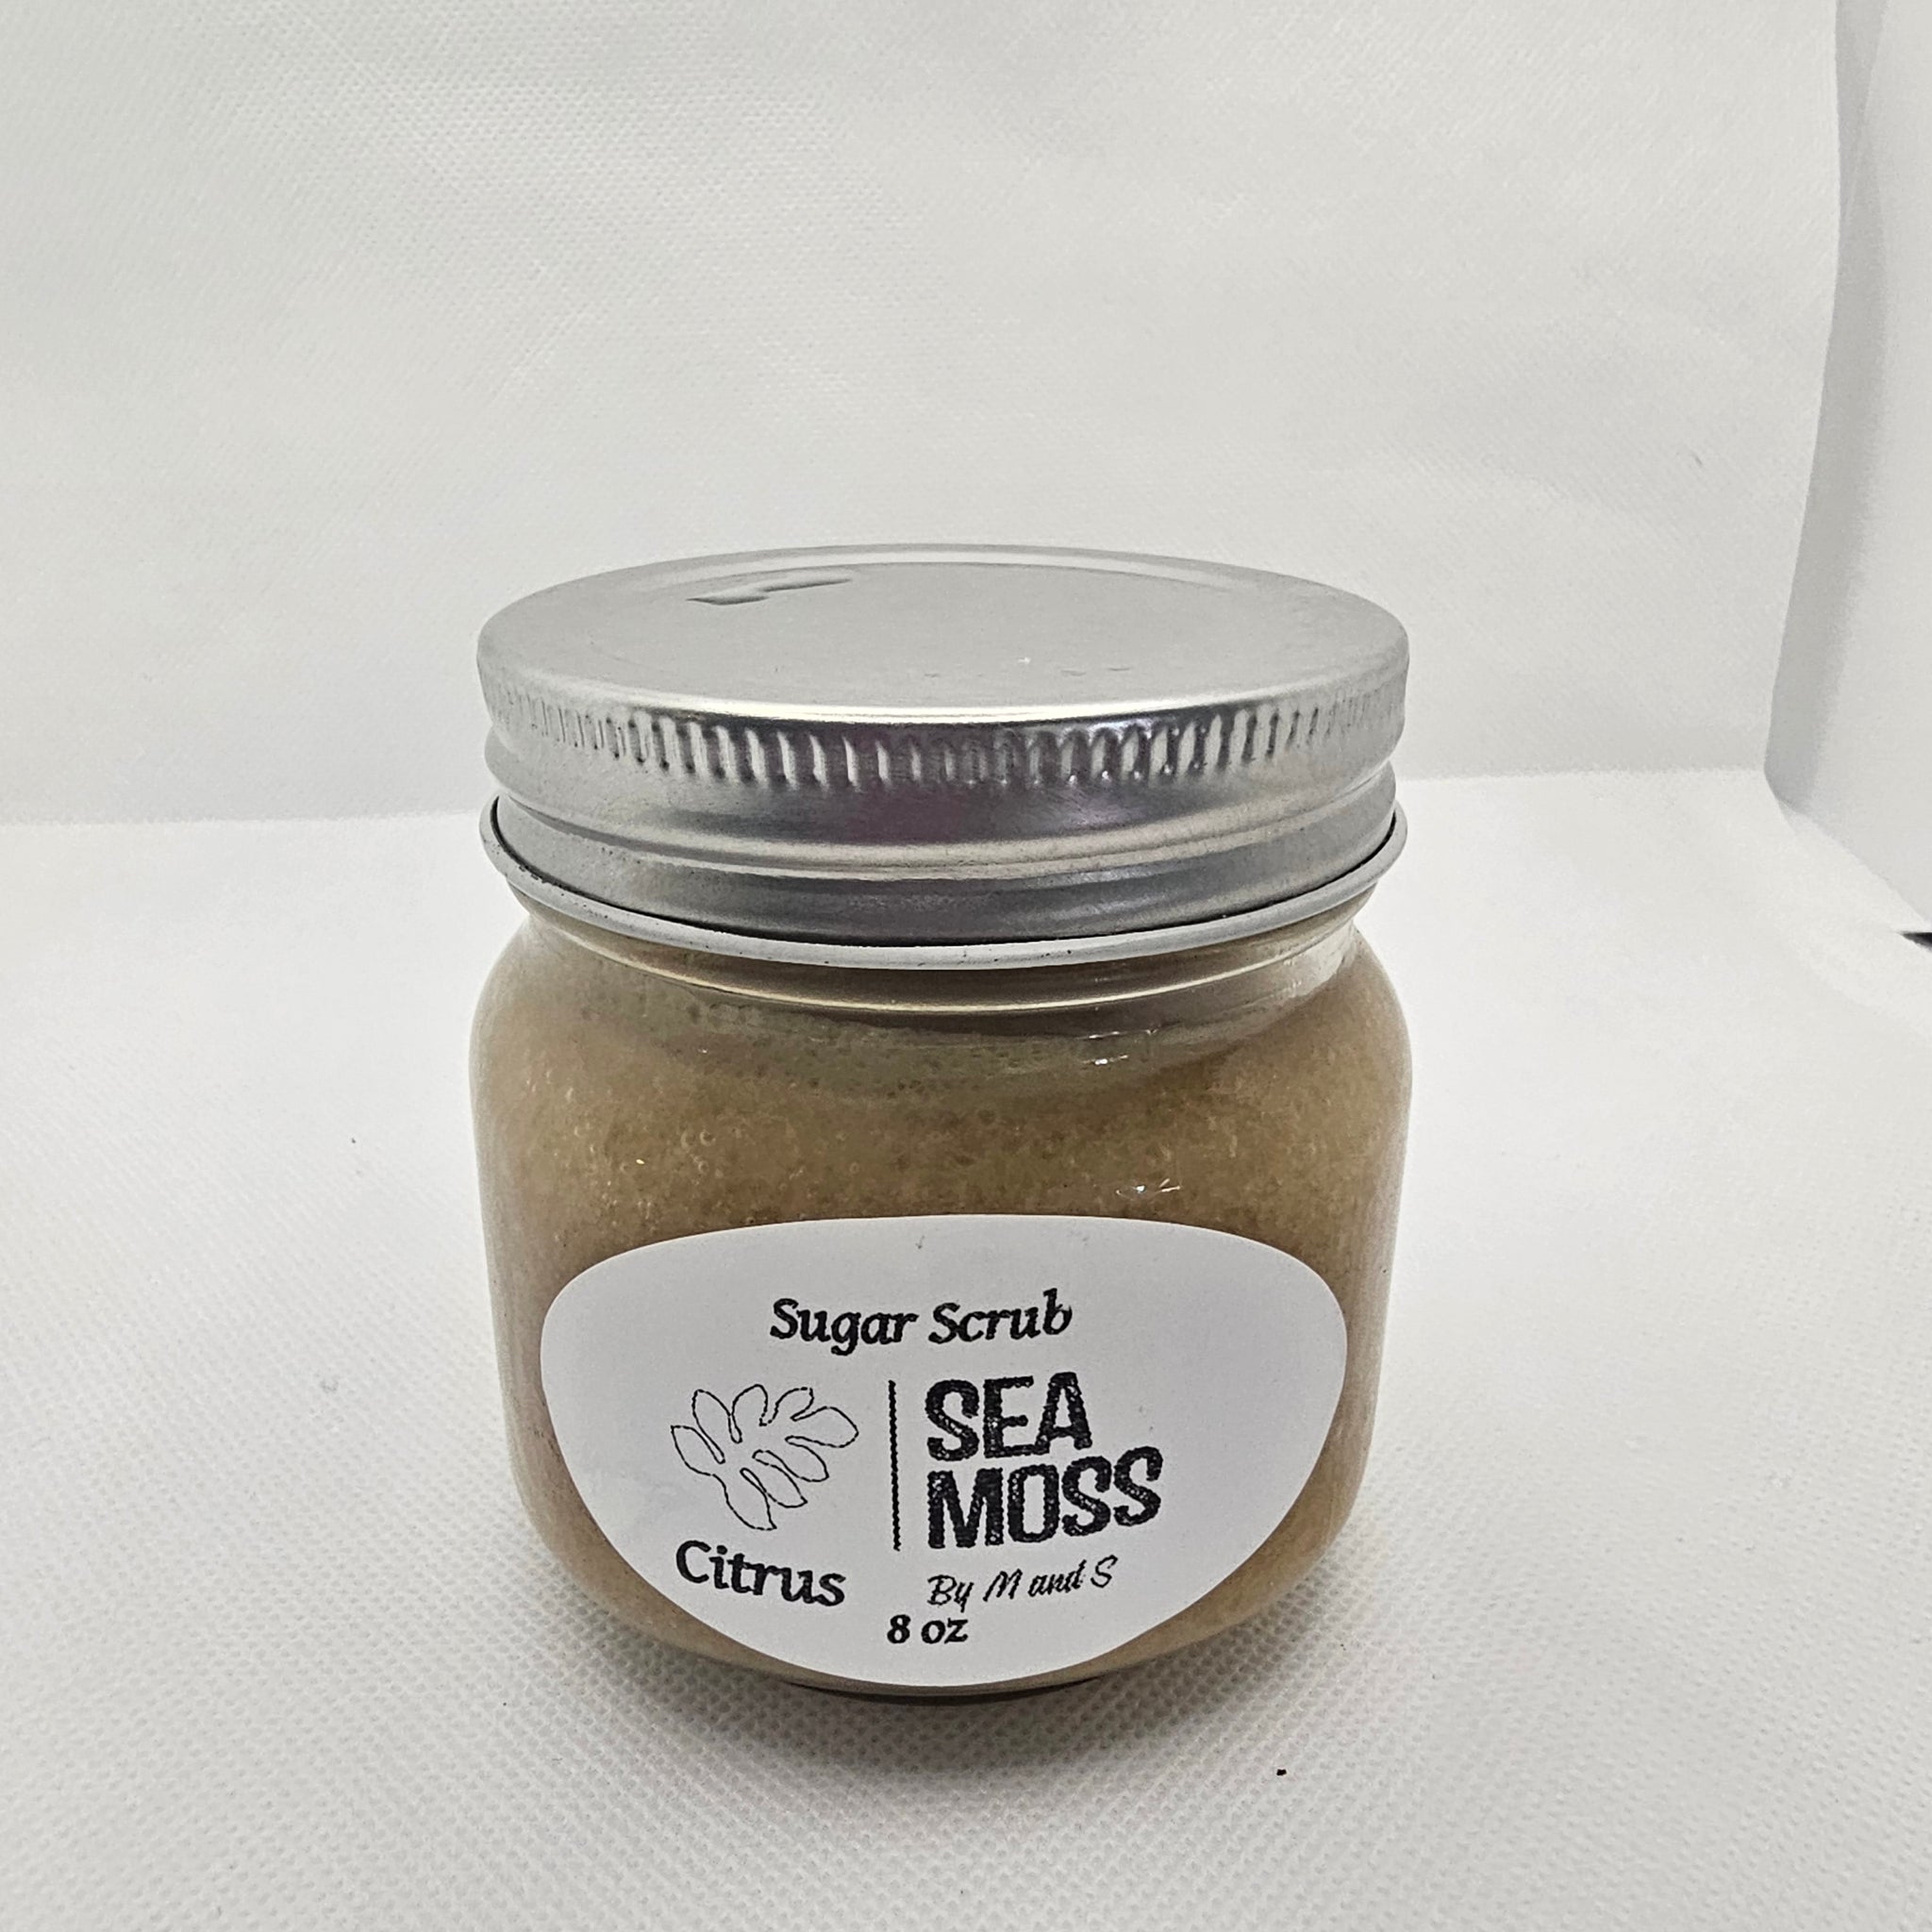 Sugar Scrub
SEA
MOSS
Citrus
By M and S
8 oz